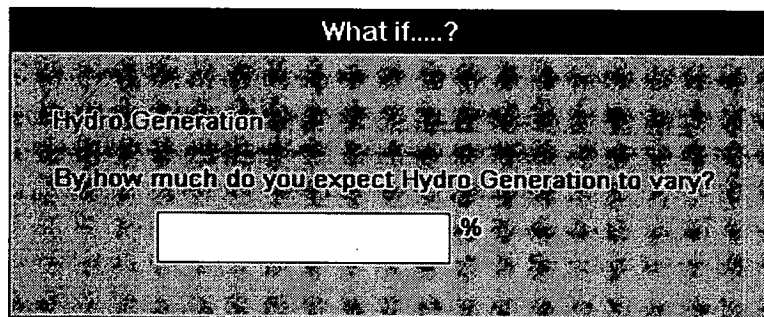 What if.....?
Hydro Generation
By how much do you expect Hydro Generation to vary?
%